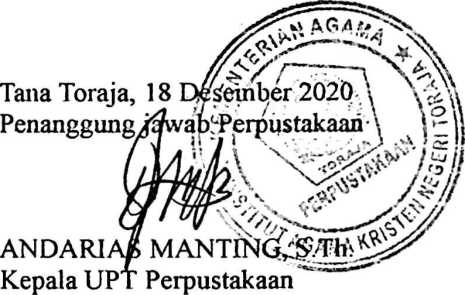 Tana Toraja, 18 Desember 2020
Penanggung jawab Perpustakaan
KEMENTERIAN AGAMA
INSTITUT AGAMA KRISTEN NEGERI TORAJA
TORAJA
PERPUSTAKAAN
ANDARIAS MANTING, S.Th.
Kepala UPT Perpustakaan